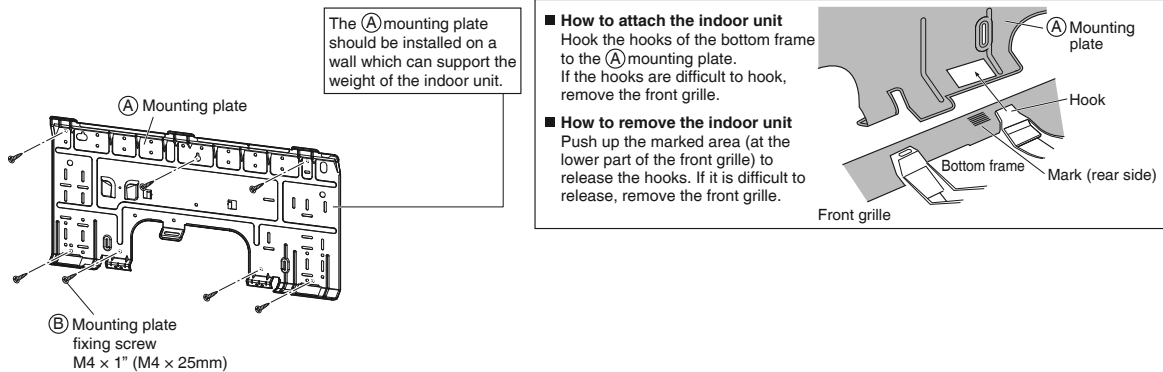 The Ⓐ mounting plate
should be installed on a
wall which can support the
weight of the indoor unit.
Ⓐ Mounting plate
Ⓑ Mounting plate
fixing screw
M4 × 1" (M4 × 25mm)
■ How to attach the indoor unit
Hook the hooks of the bottom frame
to the Ⓐ mounting plate.
If the hooks are difficult to hook,
remove the front grille.
■ How to remove the indoor unit
Push up the marked area (at the
lower part of the front grille) to
release the hooks. If it is difficult to
release, remove the front grille.
Ⓐ Mounting
plate
Hook
Bottom frame
Mark (rear side)
Front grille